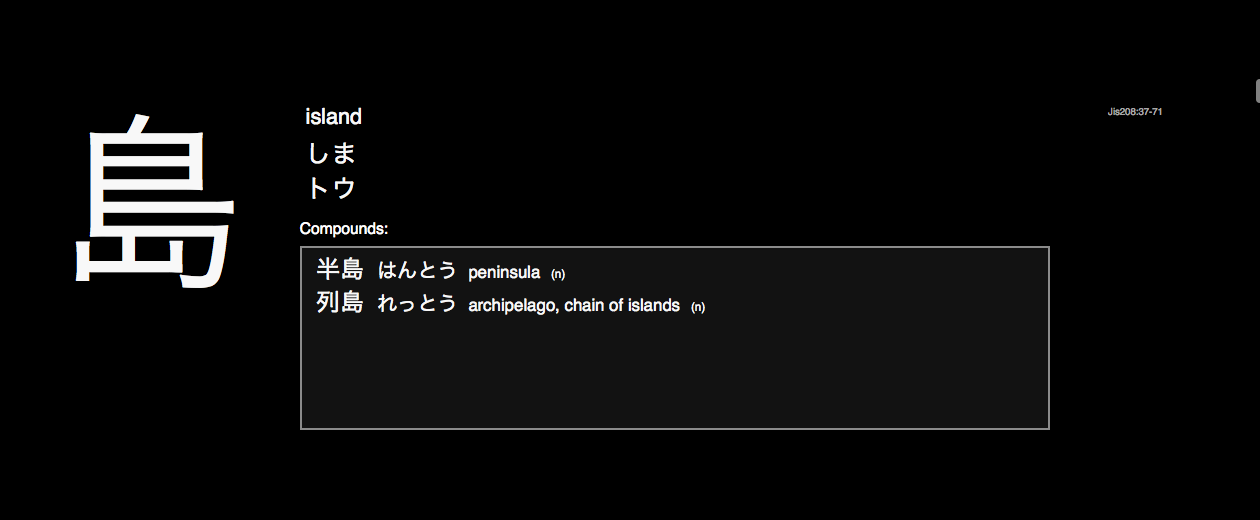 島
island
Jis208:37-71
しま
トウ
Compounds:
半島 はんとう peninsula (n)
列島 れっとう archipelago, chain of islands (n)